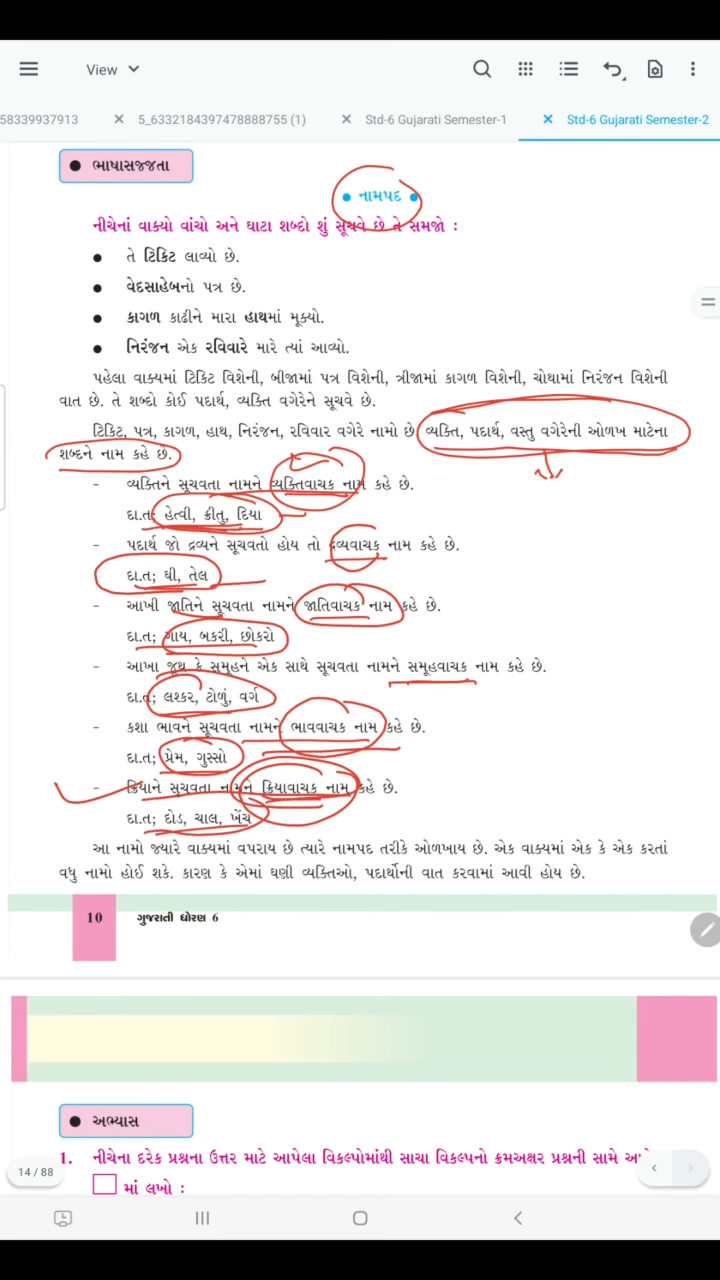 View
58339937913
5_6332184397478888755 (1)
Std-6 Gujarati Semester-1
Std-6 Gujarati Semester-2
● ભાષાસજ્જતા
● નામપદ ●
નીચેનાં વાક્યો વાંચો અને ઘાટા શબ્દો શું સૂચવે છે તે સમજો :
● તે ટિકિટ લાવ્યો છે.
● વેદસાહેબનો પત્ર છે.
● કાગળ કાઢીને મારા હાથમાં મૂક્યો.
● નિરંજન એક રવિવારે મારે ત્યાં આવ્યો.
પહેલા વાક્યમાં ટિકિટ વિશેની, બીજામાં પત્ર વિશેની, ત્રીજામાં કાગળ વિશેની, ચોથામાં નિરંજન વિશેની
વાત છે. તે શબ્દો કોઈ પદાર્થ, વ્યક્તિ વગેરેને સૂચવે છે.
ટિકિટ, પત્ર, કાગળ, હાથ, નિરંજન, રવિવાર વગેરે નામો છે વ્યક્તિ, પદાર્થ, વસ્તુ વગેરેની ઓળખ માટેના
શબ્દને નામ કહે છે.
- વ્યક્તિને સૂચવતા નામને વ્યક્તિવાચક નામ કહે છે.
દા.ત; હેત્વી, ક્રીતુ, દિયા
- પદાર્થ જો દ્રવ્યને સૂચવતો હોય તો દ્રવ્યવાચક નામ કહે છે.
દા.ત; ઘી, તેલ
- આખી જાતિને સૂચવતા નામને જાતિવાચક નામ કહે છે.
દા.ત; ગાય, બકરી, છોકરો
- આખા જૂથ કે સમૂહને એક સાથે સૂચવતા નામને સમૂહવાચક નામ કહે છે.
દા.ત; લશ્કર, ટોળું, વર્ગ
- કશા ભાવને સૂચવતા નામને ભાવવાચક નામ કહે છે.
દા.ત; પ્રેમ, ગુસ્સો
- ક્રિયાને સૂચવતા નામને ક્રિયાવાચક નામ કહે છે.
દા.ત; દોડ, ચાલ, ખેંચ
આ નામો જ્યારે વાક્યમાં વપરાય છે ત્યારે નામપદ તરીકે ઓળખાય છે. એક વાક્યમાં એક કે એક કરતાં
વધુ નામો હોઈ શકે. કારણ કે એમાં ઘણી વ્યક્તિઓ, પદાર્થોની વાત કરવામાં આવી હોય છે.
10 ગુજરાતી ધોરણ 6
● અભ્યાસ
1. નીચેના દરેક પ્રશ્નના ઉત્તર માટે આપેલા વિકલ્પોમાંથી સાચા વિકલ્પનો ક્રમઅક્ષર પ્રશ્નની સામે
14 / 88
માં લખો :